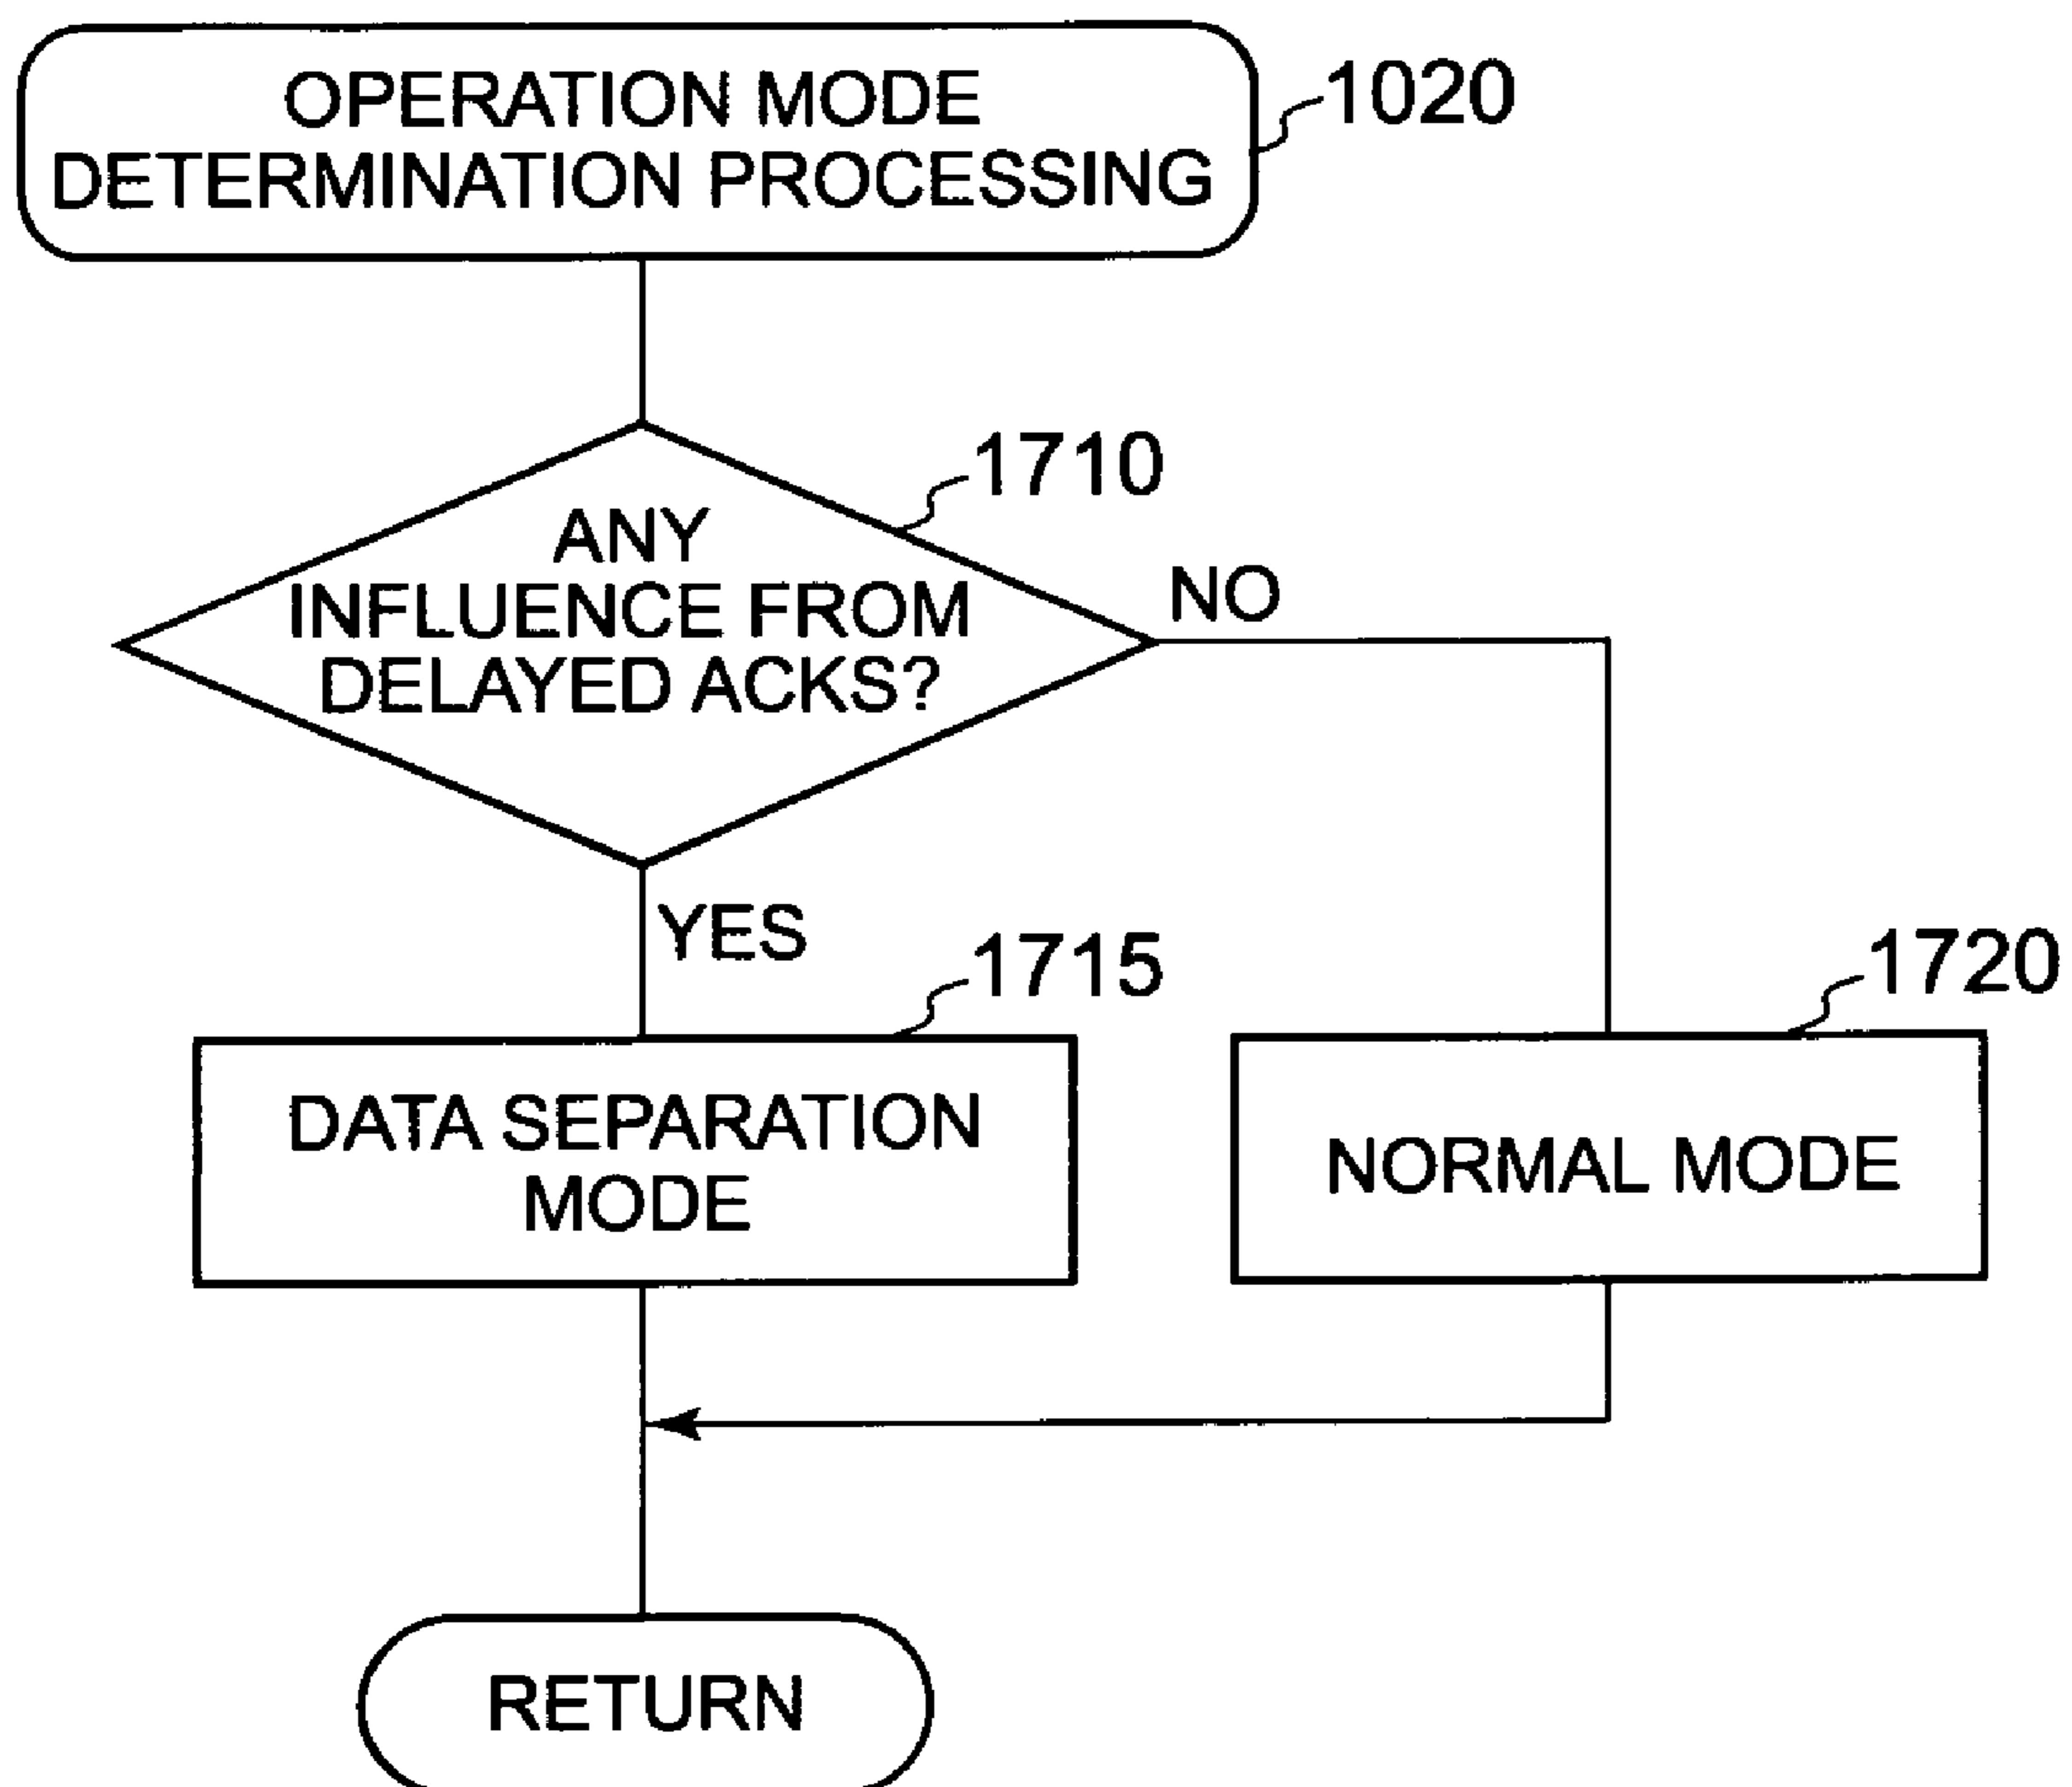 OPERATION MODE
DETERMINATION PROCESSING
1020
1710
ANY
INFLUENCE FROM
DELAYED ACKS?
NO
YES
1715
1720
DATA SEPARATION
MODE
NORMAL MODE
RETURN